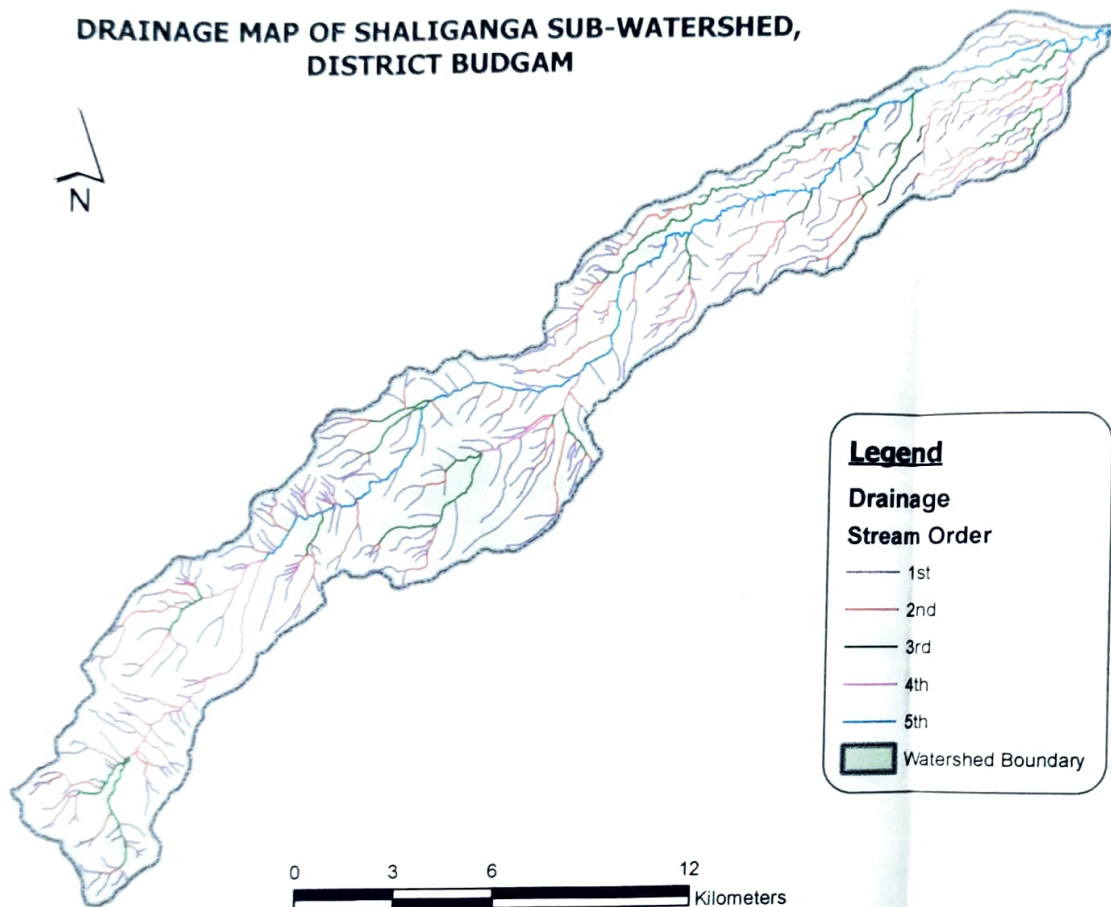 DRAINAGE MAP OF SHALIGANGA SUB-WATERSHED,
DISTRICT BUDGAM
N
Legend
Drainage
Stream Order
1st
2nd
3rd
4th
5th
Watershed Boundary
0 3 6 12
Kilometers